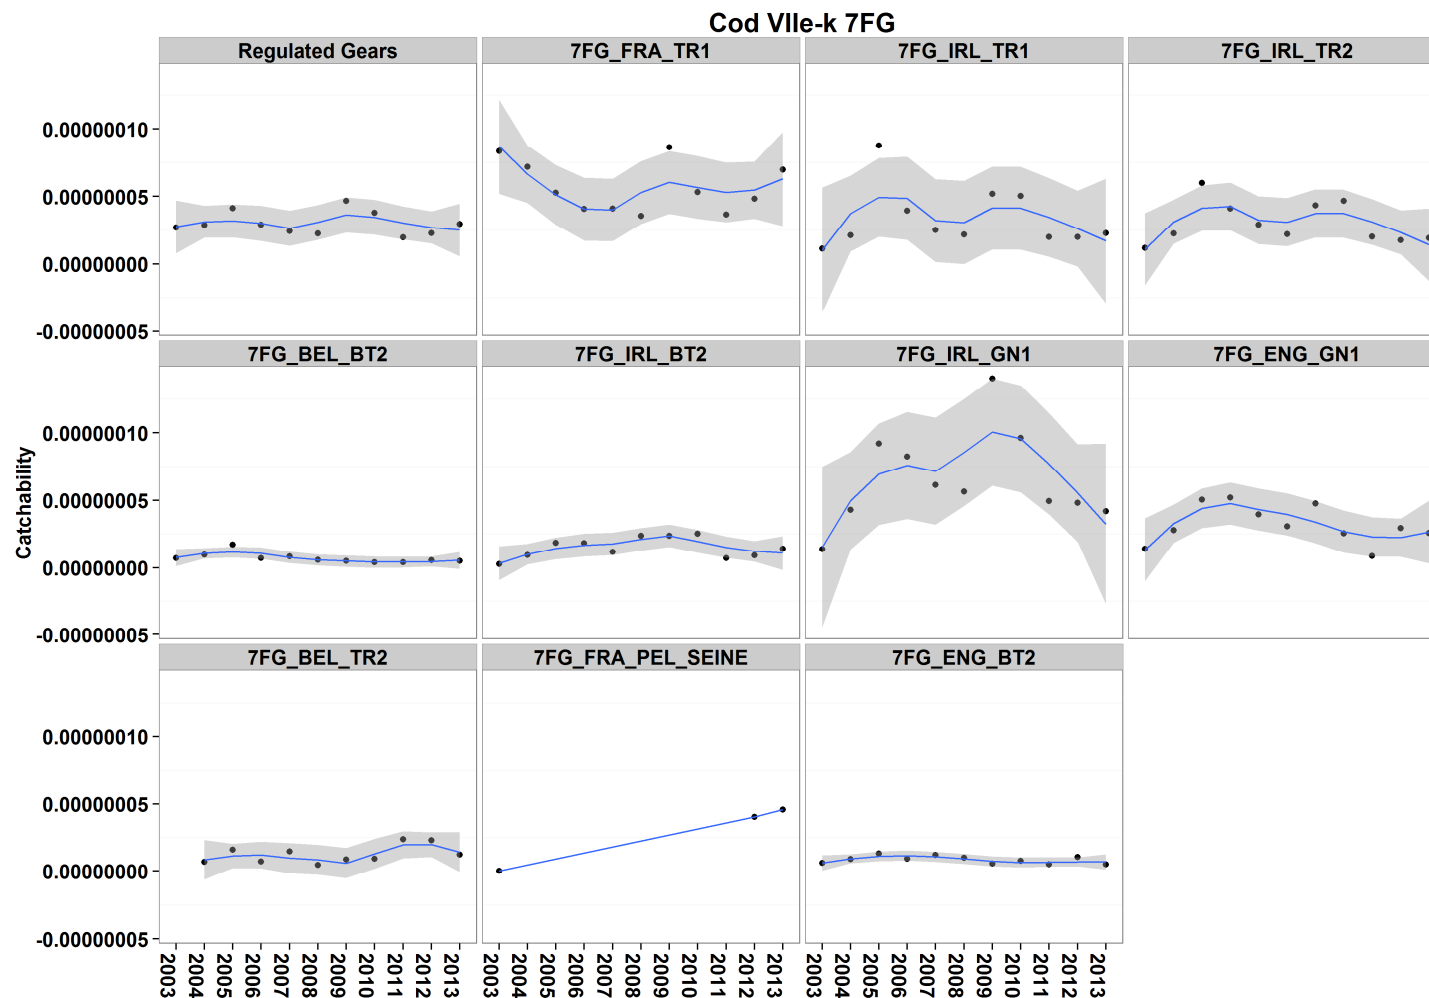 Cod VIIe-k 7FG
Regulated Gears
7FG_FRA_TR1
7FG_IRL_TR1
7FG_IRL_TR2
0.00000010
0.00000005
0.00000000
-0.00000005
7FG_BEL_BT2
7FG_IRL_BT2
7FG_IRL_GN1
7FG_ENG_GN1
Catchability
0.00000010
0.00000005
0.00000000
-0.00000005
7FG_BEL_TR2
7FG_FRA_PEL_SEINE
7FG_ENG_BT2
0.00000010
0.00000005
0.00000000
-0.00000005
2003 2004 2005 2006 2007 2008 2009 2010 2011 2012 2013
2003 2004 2005 2006 2007 2008 2009 2010 2011 2012 2013
2003 2004 2005 2006 2007 2008 2009 2010 2011 2012 2013